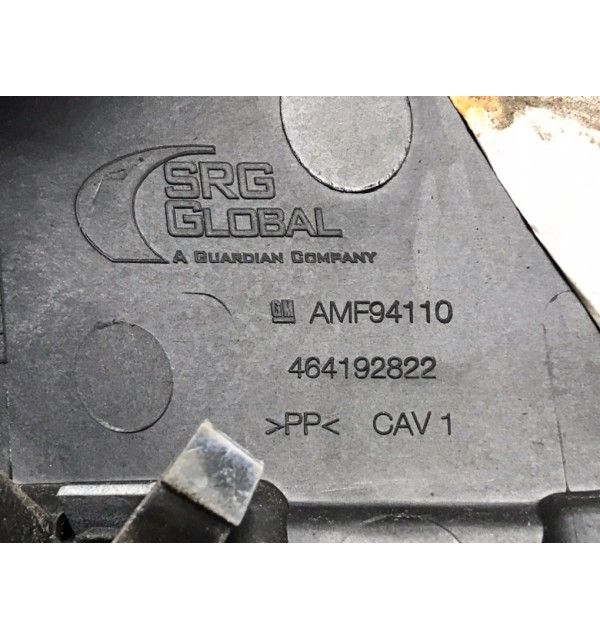 SRG
GLOBAL
A GUARDIAN COMPANY
GM AMF94110
464192822
>PP< CAV 1